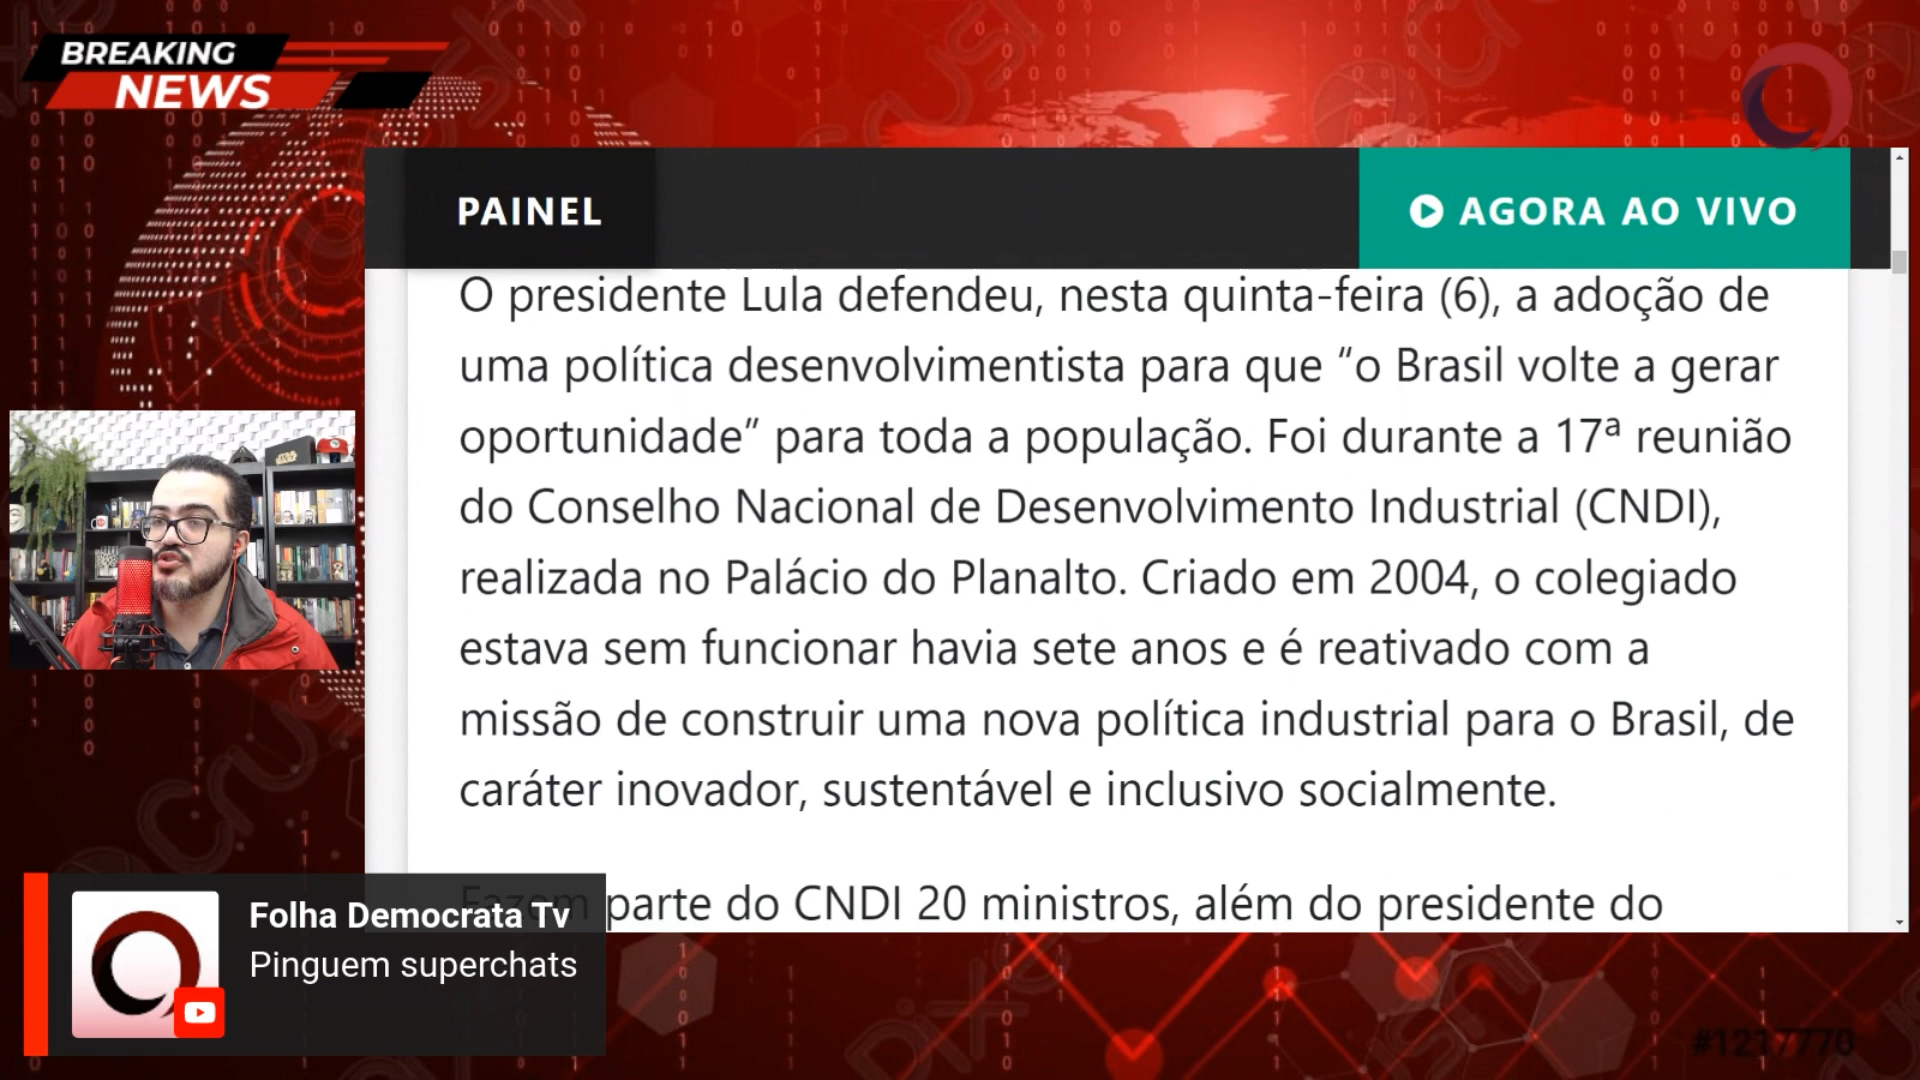 BREAKING
NEWS
PAINEL
AGORA AO VIVO
O presidente Lula defendeu, nesta quinta-feira (6), a adoção de
uma política desenvolvimentista para que “o Brasil volte a gerar
oportunidade” para toda a população. Foi durante a 17ª reunião
do Conselho Nacional de Desenvolvimento Industrial (CNDI),
realizada no Palácio do Planalto. Criado em 2004, o colegiado
estava sem funcionar havia sete anos e é reativado com a
missão de construir uma nova política industrial para o Brasil, de
caráter inovador, sustentável e inclusivo socialmente.
Fazem parte do CNDI 20 ministros, além do presidente do
Folha Democrata Tv
Pinguem superchats